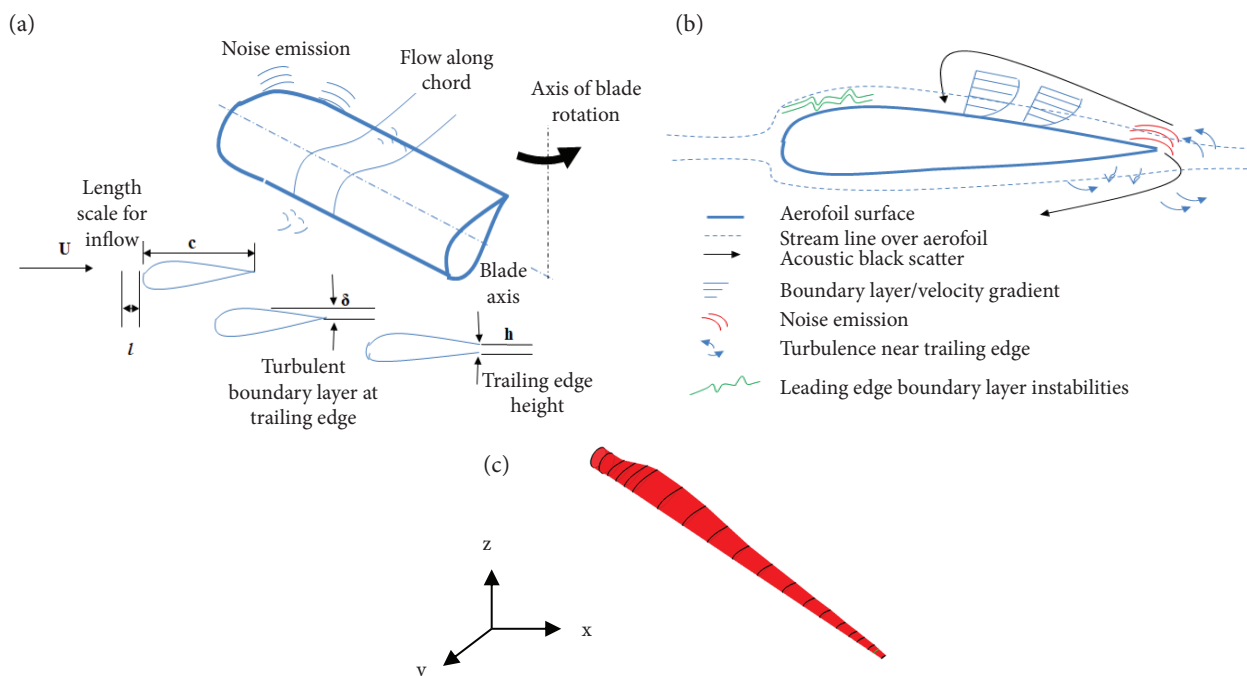 (a)
Noise emission
Flow along
chord
Axis of blade
rotation
Length
scale for
inflow
U
c
l
δ
Turbulent
boundary layer at
trailing edge
Blade
axis
h
Trailing edge
height
(b)
Aerofoil surface
Stream line over aerofoil
Acoustic black scatter
Boundary layer/velocity gradient
Noise emission
Turbulence near trailing edge
Leading edge boundary layer instabilities
(c)
z
x
y